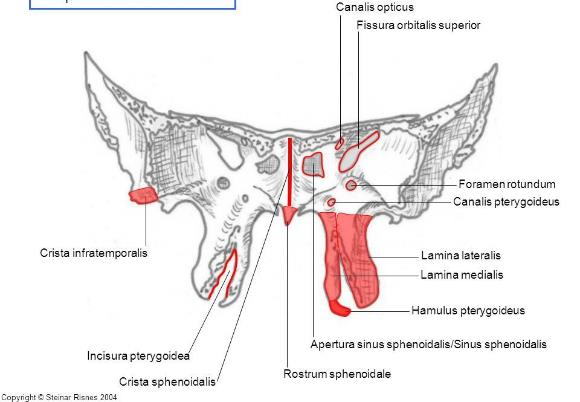 Canalis opticus
Fissura orbitalis superior
Foramen rotundum
Canalis pterygoideus
Crista infratemporalis
Lamina lateralis
Lamina medialis
Hamulus pterygoideus
Apertura sinus sphenoidalis/Sinus sphenoidalis
Incisura pterygoidea
Rostrum sphenoidale
Crista sphenoidalis
Copyright © Steinar Risnes 2004